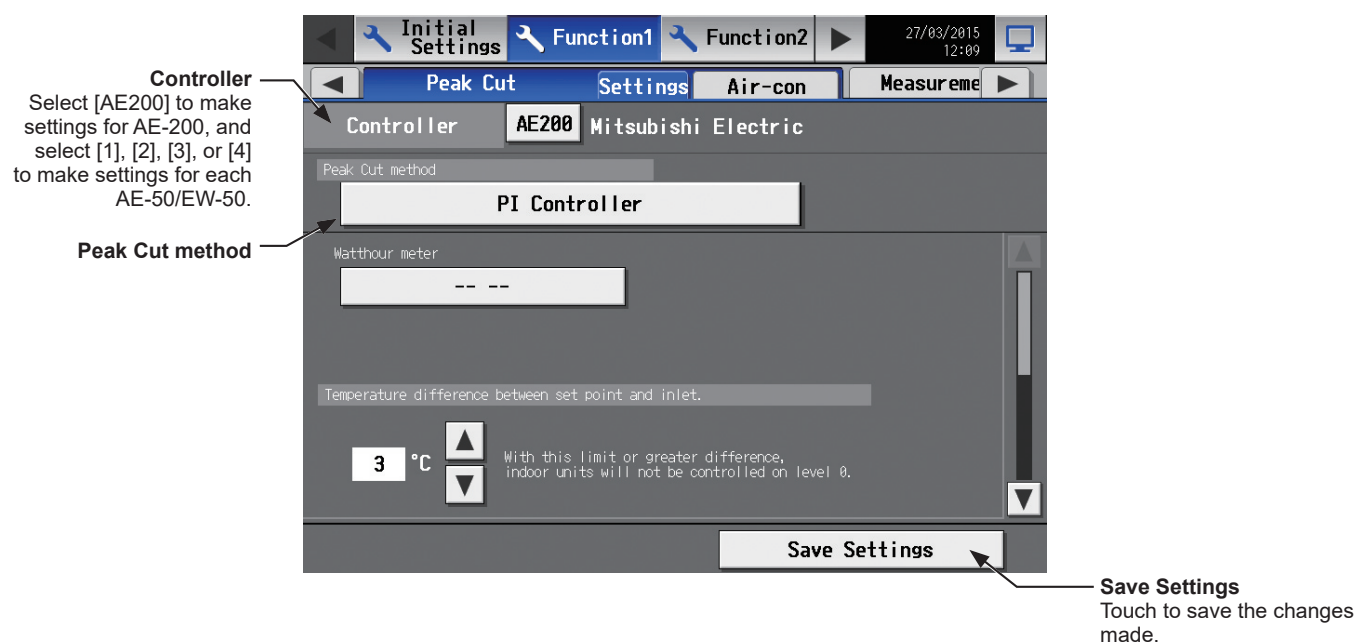 Initial
Settings
Function1
Function2
27/03/2015
12:09
Peak Cut
Settings
Air-con
Measureme
Controller
AE200
Mitsubishi Electric
Peak Cut method
PI Controller
Watthour meter
-- --
Temperature difference between set point and inlet.
3 °C
With this limit or greater difference,
indoor units will not be controlled on level 0.
Save Settings
Controller
Select [AE200] to make
settings for AE-200, and
select [1], [2], [3], or [4]
to make settings for each
AE-50/EW-50.
Peak Cut method
Save Settings
Touch to save the changes
made.